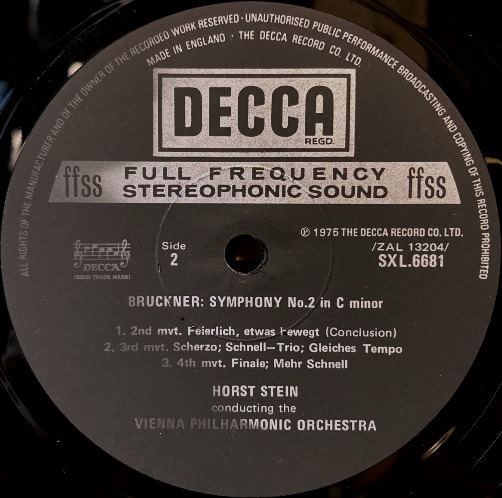 ALL RIGHTS OF THE MANUFACTURER AND OF THE OWNER OF THE RECORDED WORK RESERVED · UNAUTHORISED PUBLIC PERFORMANCE BROADCASTING AND COPYING OF THIS RECORD PROHIBITED
MADE IN ENGLAND · THE DECCA RECORD CO. LTD.
DECCA
REGD.
ffss FULL FREQUENCY STEREOPHONIC SOUND ffss
℗ 1975 THE DECCA RECORD CO. LTD.
DECCA
(REGD·TRADE MARK)
Side
2
/ZAL 13204/
SXL.6681
BRUCKNER: SYMPHONY No.2 in C minor
1. 2nd mvt. Feierlich, etwas bewegt (Conclusion)
2. 3rd mvt. Scherzo; Schnell—Trio; Gleiches Tempo
3. 4th mvt. Finale; Mehr Schnell
HORST STEIN
conducting the
VIENNA PHILHARMONIC ORCHESTRA